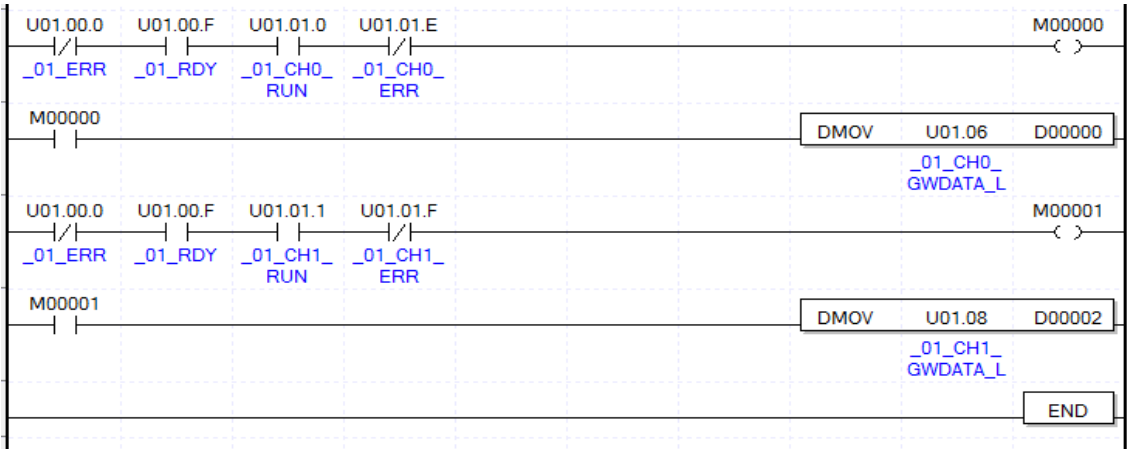 U01.00.0 U01.00.F U01.01.0 U01.01.E M00000
_01_ERR _01_RDY _01_CH0_ _01_CH0_
RUN ERR
M00000
DMOV U01.06 D00000
_01_CH0_
GWDATA_L
U01.00.0 U01.00.F U01.01.1 U01.01.F M00001
_01_ERR _01_RDY _01_CH1_ _01_CH1_
RUN ERR
M00001
DMOV U01.08 D00002
_01_CH1_
GWDATA_L
END